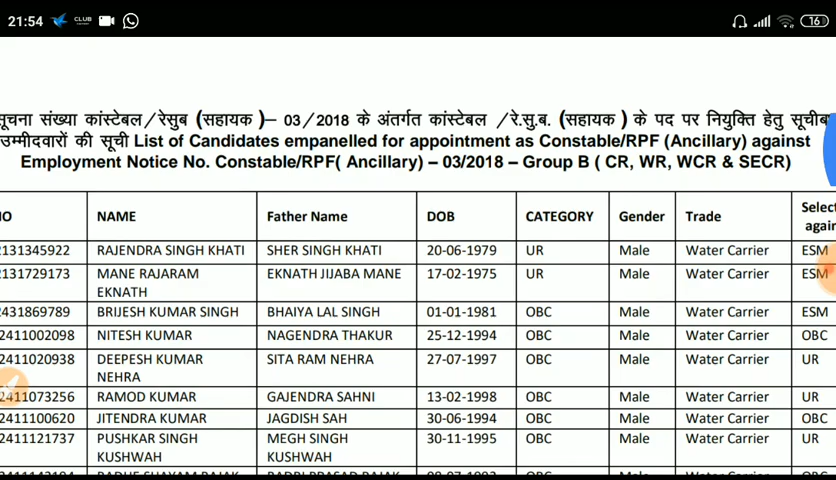 21:54 CLUB 16
सूचना संख्या कांस्टेबल/रेसुब (सहायक )– 03/2018 के अंतर्गत कांस्टेबल /रे.सु.ब. (सहायक ) के पद पर नियुक्ति हेतु
उम्मीदवारों की सूची List of Candidates empanelled for appointment as Constable/RPF (Ancillary) against
Employment Notice No. Constable/RPF( Ancillary) – 03/2018 – Group B ( CR, WR, WCR & SECR)
NAME Father Name DOB CATEGORY Gender Trade
2131345922 RAJENDRA SINGH KHATI SHER SINGH KHATI 20-06-1979 UR Male Water Carrier ESM
2131729173 MANE RAJARAM EKNATH JIJABA MANE 17-02-1975 UR Male Water Carrier ESM
EKNATH
2431869789 BRIJESH KUMAR SINGH BHAIYA LAL SINGH 01-01-1981 OBC Male Water Carrier ESM
2411002098 NITESH KUMAR NAGENDRA THAKUR 25-12-1994 OBC Male Water Carrier OBC
2411020938 DEEPESH KUMAR SITA RAM NEHRA 27-07-1997 OBC Male Water Carrier UR
NEHRA
2411073256 RAMOD KUMAR GAJENDRA SAHNI 13-02-1998 OBC Male Water Carrier UR
2411100620 JITENDRA KUMAR JAGDISH SAH 30-06-1994 OBC Male Water Carrier OBC
2411121737 PUSHKAR SINGH MEGH SINGH 30-11-1995 OBC Male Water Carrier UR
KUSHWAH KUSHWAH